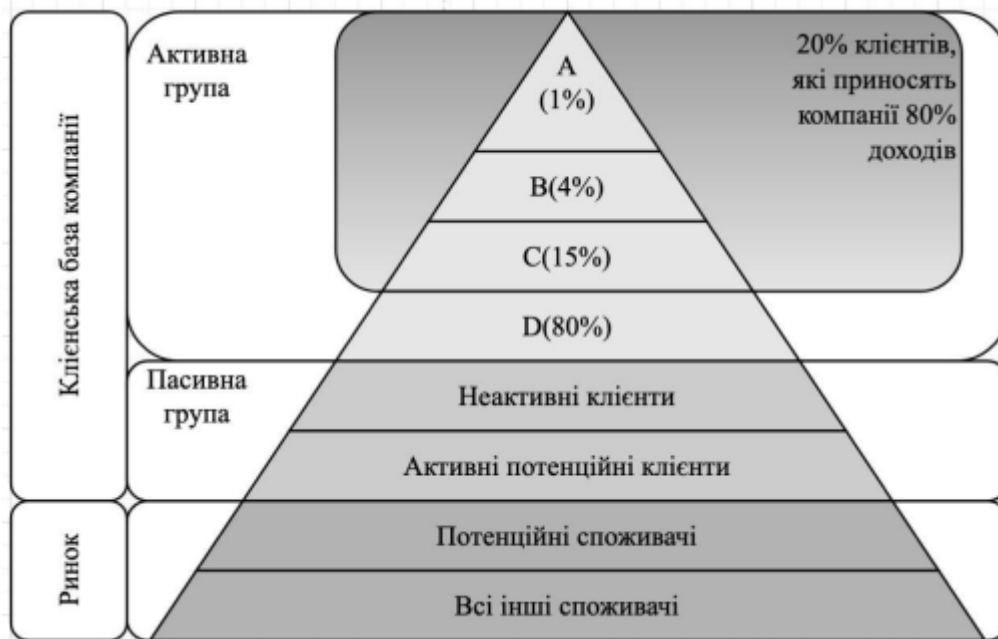 Клієнська база компанії
Активна
група
A
(1%)
20% клієнтів,
які приносять
компанії 80%
доходів
B(4%)
C(15%)
D(80%)
Пасивна
група
Неактивні клієнти
Активні потенційні клієнти
Ринок
Потенційні споживачі
Всі інші споживачі